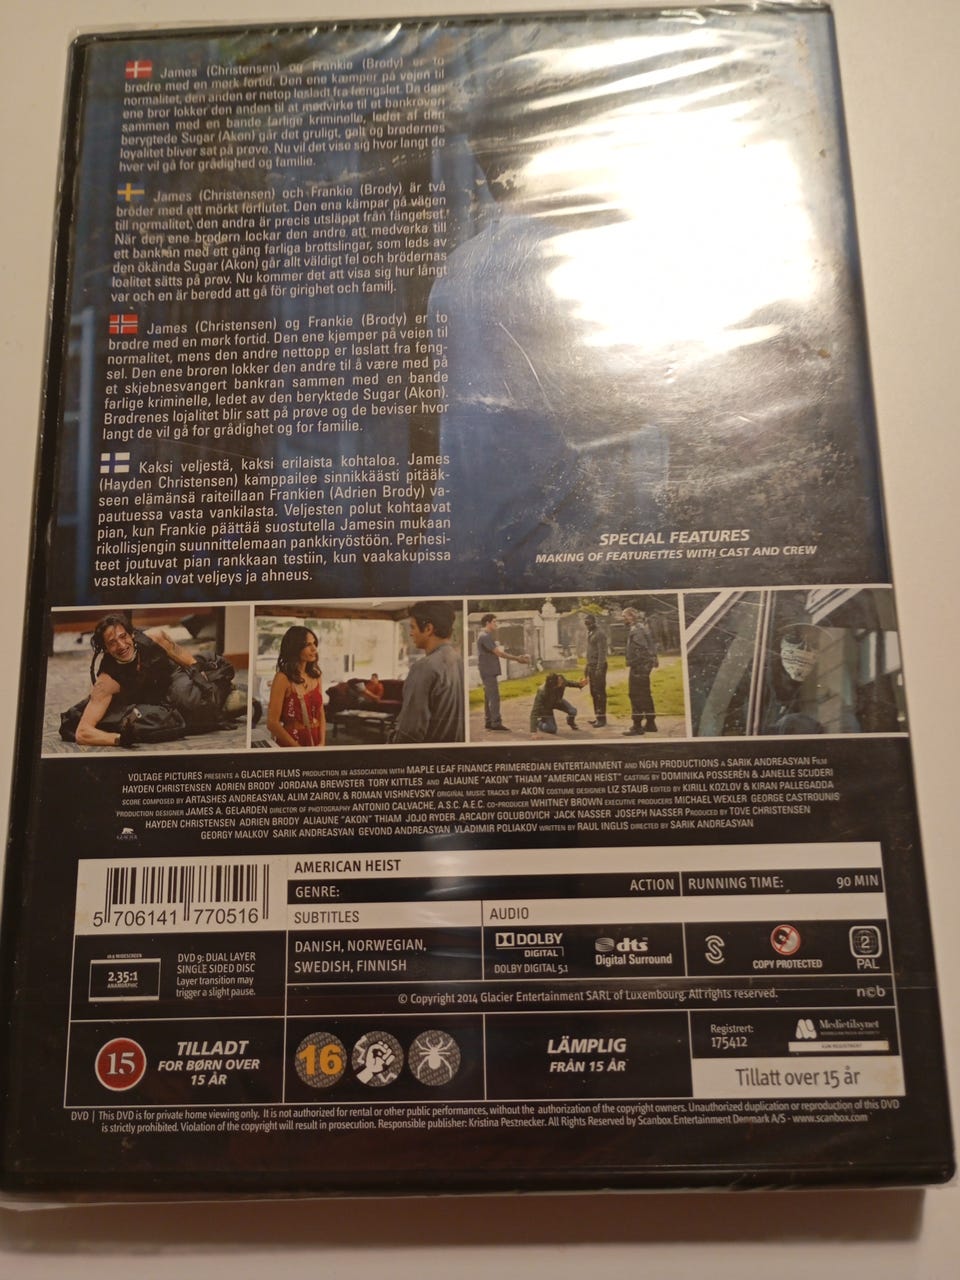 James (Christensen) og Frankie (Brody) er to
brødre med en mørk fortid. Den ene kæmper på vejen til
normalitet, den anden er netop løsladt fra fængslet. Da den
ene bror lokker den anden til at medvirke til et bankrøveri
sammen med en bande farlige kriminelle, ledet af den
berygtede Sugar (Akon) går det gruligt, galt og brødrenes
loyalitet bliver sat på prøve. Nu vil det vise sig hvor langt de
hver vil gå for grådighed og familie.
James (Christensen) och Frankie (Brody) är två
bröder med ett mörkt förflutet. Den ena kämpar på vägen
till normalitet, den andra är precis utsläppt från fängelset.
När den ene brodern lockar den andre att medverka till
ett bankrån med ett gäng farliga brottslingar, som leds av
den ökända Sugar (Akon) går allt väldigt fel och brödernas
loalitet sätts på prov. Nu kommer det att visa sig hur långt
var och en är beredd att gå för girighet och familj.
James (Christensen) og Frankie (Brody) er to
brødre med en mørk fortid. Den ene kjemper på veien til
normalitet, mens den andre nettopp er løslatt fra feng-
sel. Den ene broren lokker den andre til å være med på
et skjebnesvangert bankran sammen med en bande
farlige kriminelle, ledet av den beryktede Sugar (Akon).
Brødrenes lojalitet blir satt på prøve og de beviser hvor
langt de vil gå for grådighet og for familie.
Kaksi veljestä, kaksi erilaista kohtaloa. James
(Hayden Christensen) kamppailee sinnikkäästi pitääk-
seen elämänsä raiteillaan Frankien (Adrien Brody) va-
pautuessa vasta vankilasta. Veljesten polut kohtaavat
pian, kun Frankie päättää suostutella Jamesin mukaan
rikollisjengin suunnittelemaan pankkiryöstöön. Perhesi-
teet joutuvat pian rankkaan testiin, kun vaakakupissa
vastakkain ovat veljeys ja ahneus.
SPECIAL FEATURES
MAKING OF FEATURETTES WITH CAST AND CREW
VOLTAGE PICTURES PRESENTS A GLACIER FILMS PRODUCTION IN ASSOCIATION WITH MAPLE LEAF FINANCE PRIMEREDIAN ENTERTAINMENT AND NGN PRODUCTIONS A SARIK ANDREASYAN FILM
HAYDEN CHRISTENSEN ADRIEN BRODY JORDANA BREWSTER TORY KITTLES AND ALIAUNE "AKON" THIAM "AMERICAN HEIST" CASTING BY DOMINIKA POSSERÉN & JANELLE SCUDERI
SCORE COMPOSED BY ARTASHES ANDREASYAN, ALIM ZAIROV, & ROMAN VISHNEVSKY ORIGINAL MUSIC TRACKS BY AKON COSTUME DESIGNER LIZ STAUB EDITED BY KIRILL KOZLOV & KIRAN PALLEGADDA
PRODUCTION DESIGNER JAMES A. GELARDEN DIRECTOR OF PHOTOGRAPHY ANTONIO CALVACHE, A.S.C. A.E.C. CO-PRODUCER WHITNEY BROWN EXECUTIVE PRODUCERS MICHAEL WEXLER GEORGE CASTROUNIS
HAYDEN CHRISTENSEN ADRIEN BRODY ALIAUNE "AKON" THIAM JOJO RYDER ARCADIY GOLUBOVICH JACK NASSER JOSEPH NASSER PRODUCED BY TOVE CHRISTENSEN
GEORGY MALKOV SARIK ANDREASYAN GEVOND ANDREASYAN VLADIMIR POLIAKOV WRITTEN BY RAUL INGLIS DIRECTED BY SARIK ANDREASYAN
5 706141 770516
AMERICAN HEIST
GENRE: ACTION
RUNNING TIME: 90 MIN
SUBTITLES
AUDIO
DANISH, NORWEGIAN,
SWEDISH, FINNISH
DOLBY
DIGITAL
DOLBY DIGITAL 5.1
dts
Digital Surround
S
COPY PROTECTED
2
PAL
16:9 WIDESCREEN
2.35:1
ANAMORPHIC
DVD 9: DUAL LAYER
SINGLE SIDED DISC
Layer transition may
trigger a slight pause.
© Copyright 2014 Glacier Entertainment SARL of Luxembourg. All rights reserved.
ncb
15
TILLADT
FOR BØRN OVER
15 ÅR
16
LÄMPLIG
FRÅN 15 ÅR
Registrert:
175412
Medietilsynet
Tillatt over 15 år
DVD | This DVD is for private home viewing only. It is not authorized for rental or other public performances, without the authorization of the copyright owners. Unauthorized duplication or reproduction of this DVD
is strictly prohibited. Violation of the copyright will result in prosecution. Responsible publisher: Kristina Pestnecker. All Rights Reserved by Scanbox Entertainment Denmark A/S - www.scanbox.com